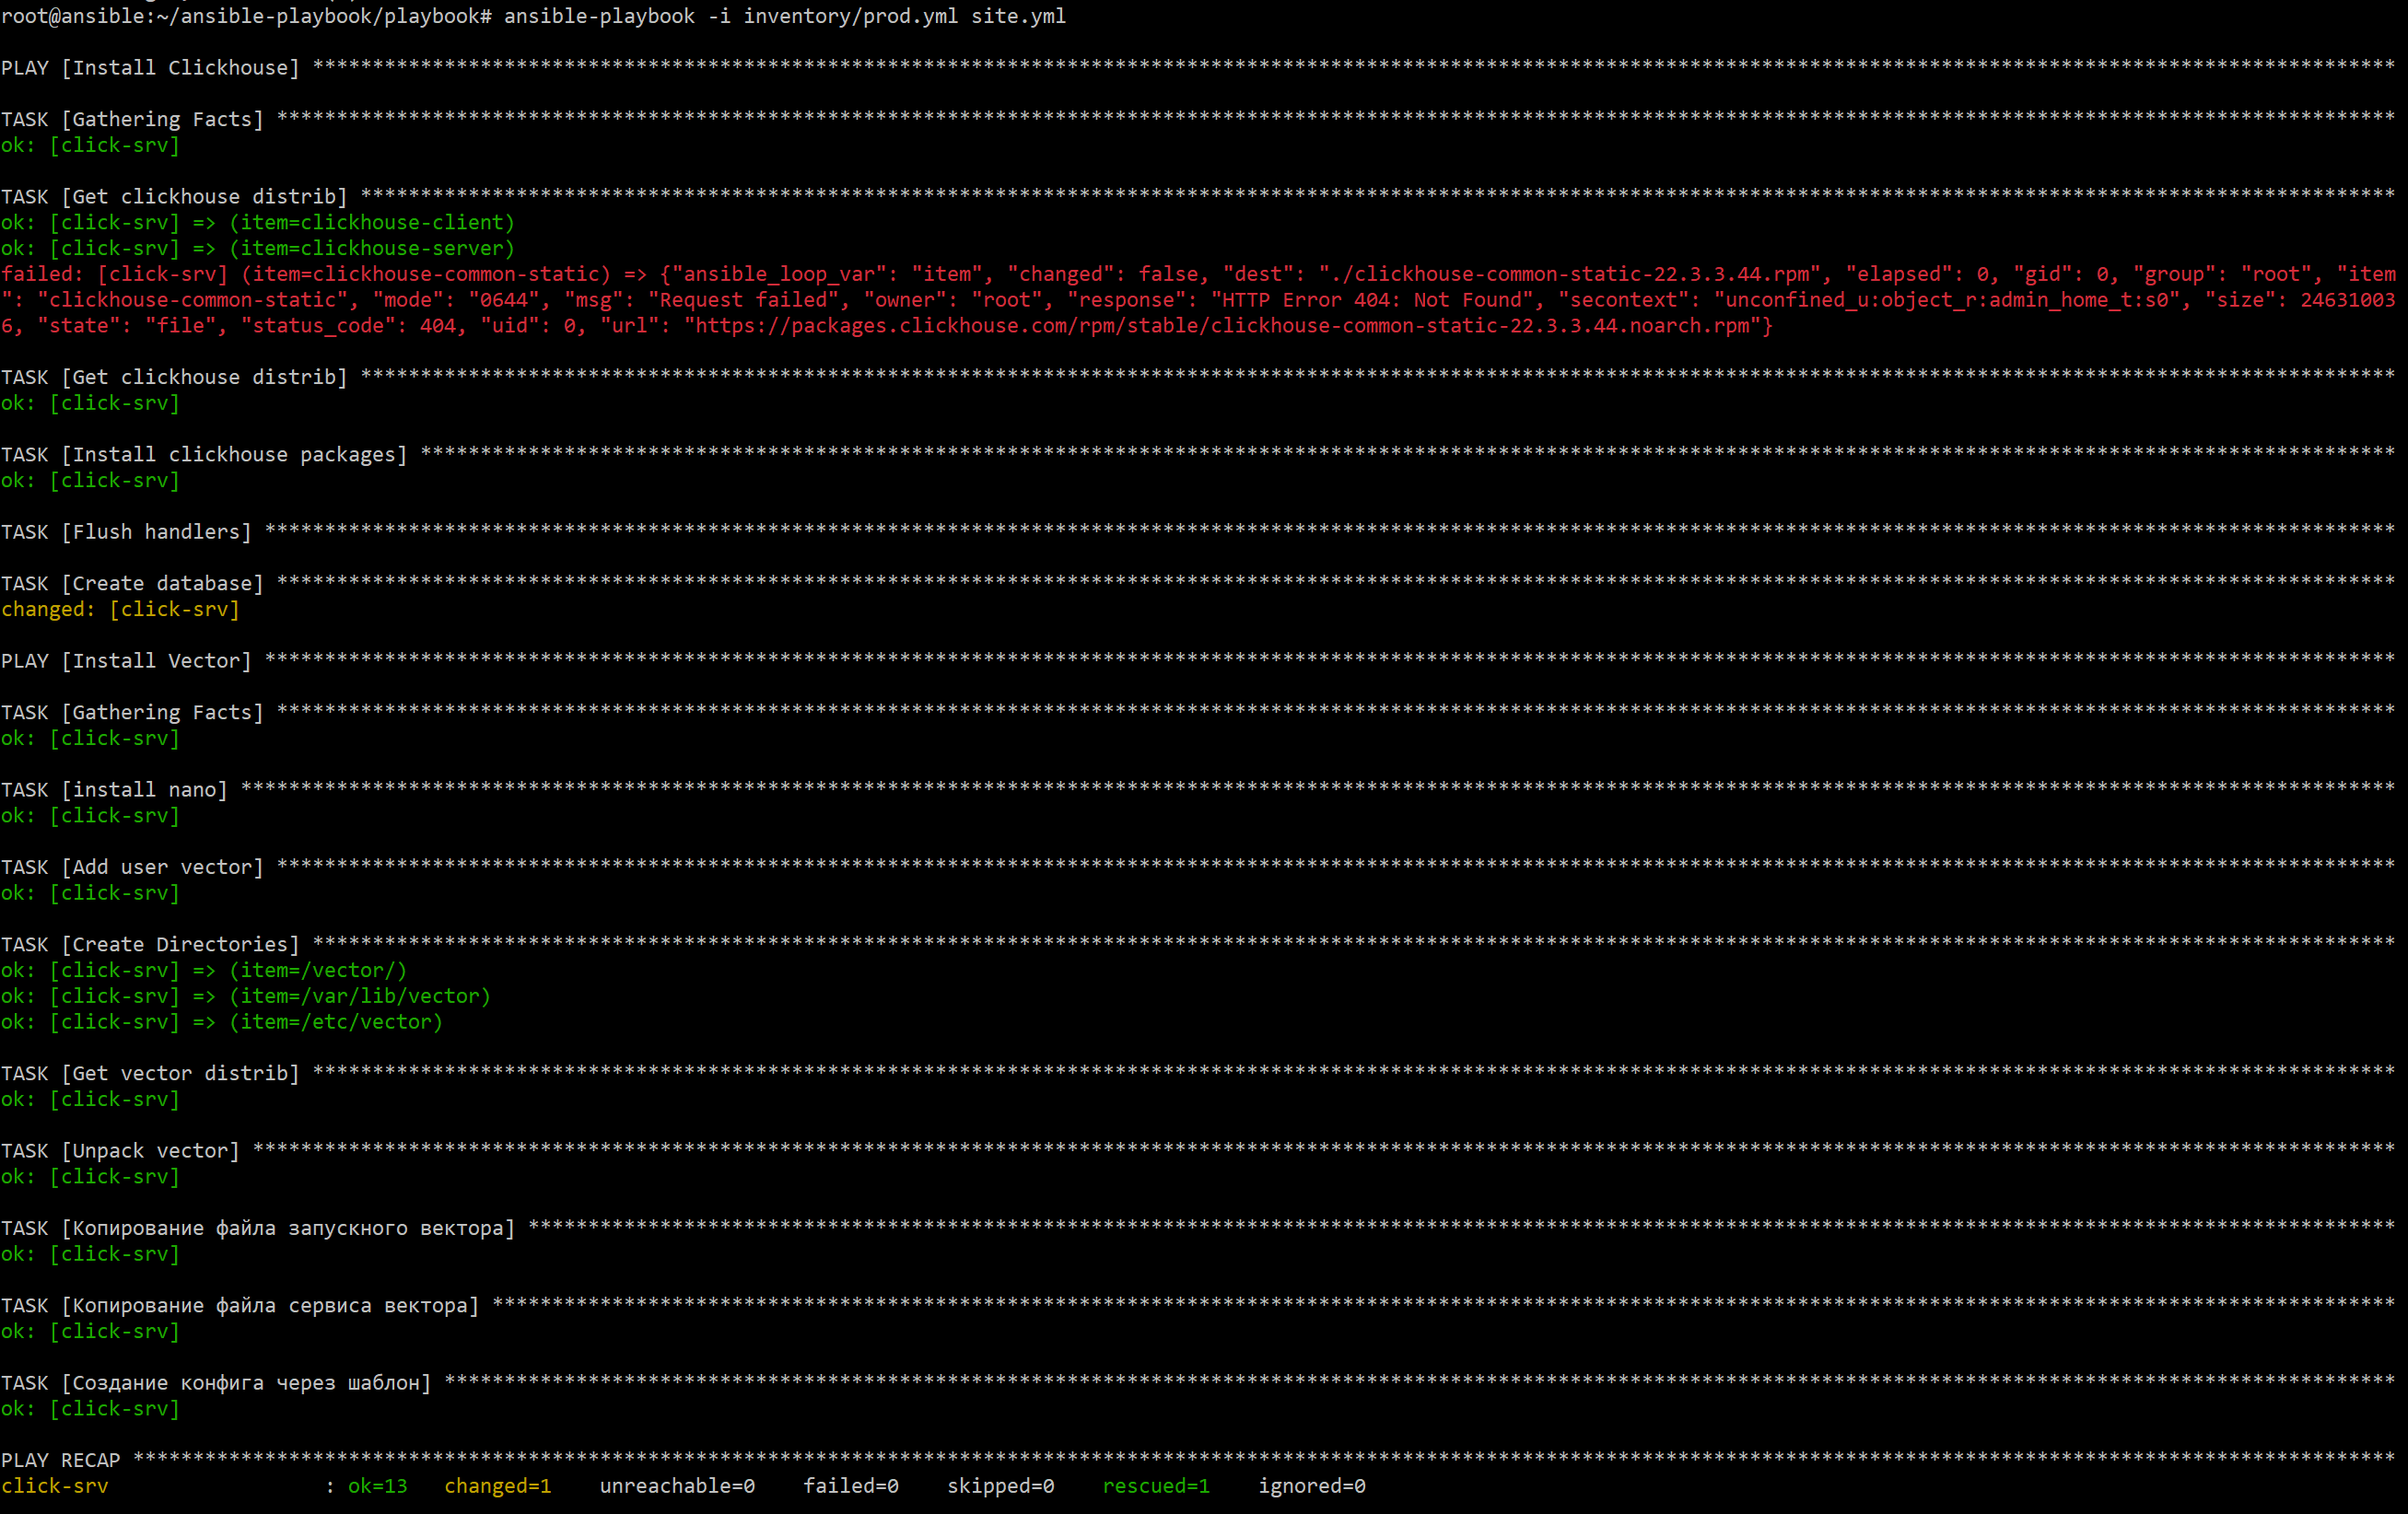 root@ansible:~/ansible-playbook/playbook# ansible-playbook -i inventory/prod.yml site.yml
PLAY [Install Clickhouse] ******************************************************************************************
TASK [Gathering Facts] ******************************************************************************************
ok: [click-srv]
TASK [Get clickhouse distrib] ******************************************************************************************
ok: [click-srv] => (item=clickhouse-client)
ok: [click-srv] => (item=clickhouse-server)
failed: [click-srv] (item=clickhouse-common-static) => {"ansible_loop_var": "item", "changed": false, "dest": "./clickhouse-common-static-22.3.3.44.rpm", "elapsed": 0, "gid": 0, "group": "root", "item
": "clickhouse-common-static", "mode": "0644", "msg": "Request failed", "owner": "root", "response": "HTTP Error 404: Not Found", "secontext": "unconfined_u:object_r:admin_home_t:s0", "size": 24631003
6, "state": "file", "status_code": 404, "uid": 0, "url": "https://packages.clickhouse.com/rpm/stable/clickhouse-common-static-22.3.3.44.noarch.rpm"}
TASK [Get clickhouse distrib] ******************************************************************************************
ok: [click-srv]
TASK [Install clickhouse packages] ******************************************************************************************
ok: [click-srv]
TASK [Flush handlers] ******************************************************************************************
TASK [Create database] ******************************************************************************************
changed: [click-srv]
PLAY [Install Vector] ******************************************************************************************
TASK [Gathering Facts] ******************************************************************************************
ok: [click-srv]
TASK [install nano] ******************************************************************************************
ok: [click-srv]
TASK [Add user vector] ******************************************************************************************
ok: [click-srv]
TASK [Create Directories] ******************************************************************************************
ok: [click-srv] => (item=/vector/)
ok: [click-srv] => (item=/var/lib/vector)
ok: [click-srv] => (item=/etc/vector)
TASK [Get vector distrib] ******************************************************************************************
ok: [click-srv]
TASK [Unpack vector] ******************************************************************************************
ok: [click-srv]
TASK [Копирование файла запускного вектора] ******************************************************************************************
ok: [click-srv]
TASK [Копирование файла сервиса вектора] ******************************************************************************************
ok: [click-srv]
TASK [Создание конфига через шаблон] ******************************************************************************************
ok: [click-srv]
PLAY RECAP ******************************************************************************************
click-srv : ok=13 changed=1 unreachable=0 failed=0 skipped=0 rescued=1 ignored=0